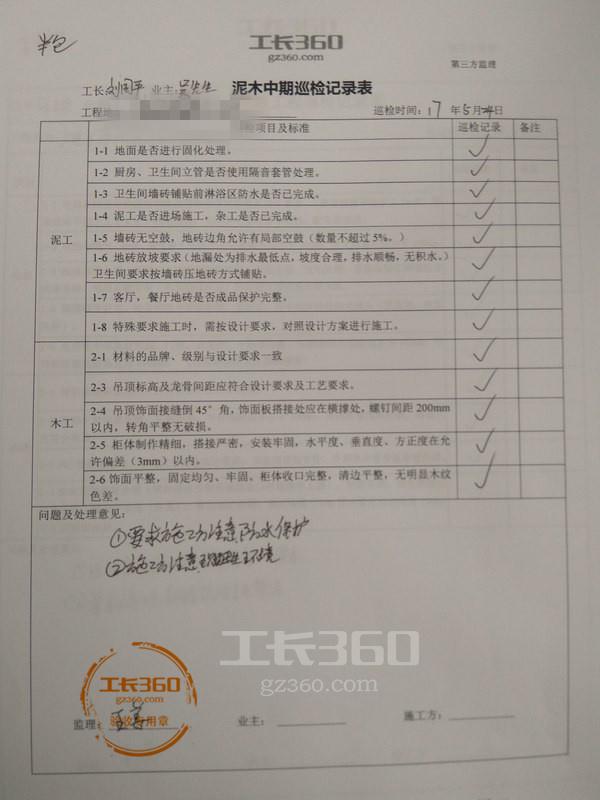 半包
工长360
gz360.com
第三方监理
工长: 刘同平 业主: 吴先生 泥木中期巡检记录表
工程地 巡检时间: 17 年 5 月 日
项目及标准 巡检记录 备注
泥工
1-1 地面是否进行固化处理。 ✓
1-2 厨房、卫生间立管是否使用隔音套管处理。 ✓
1-3 卫生间墙砖铺贴前淋浴区防水是否已完成。 ✓
1-4 泥工是否进场施工，杂工是否已完成。 ✓
1-5 墙砖无空鼓，地砖边角允许有局部空鼓（数量不超过 5%。） ✓
1-6 地砖放坡要求（地漏处为排水最低点，坡度合理，排水顺畅，无积水。） ✓
卫生间要求按墙砖压地砖方式铺贴。
1-7 客厅，餐厅地砖是否成品保护完整。 ✓
1-8 特殊要求施工时，需按设计要求，对照设计方案进行施工。 ✓
木工
2-1 材料的品牌、级别与设计要求一致 ✓
2-3 吊顶标高及龙骨间距应符合设计要求及工艺要求。 ✓
2-4 吊顶饰面接缝倒 45°角，饰面板搭接处应在横撑处，螺钉间距 200mm ✓
以内，转角平整无破损。
2-5 柜体制作精细，搭接严密，安装牢固，水平度、垂直度、方正度在允 ✓
许偏差（3mm）以内。
2-6 饰面平整，固定均匀、牢固、柜体收口完整，清边平整，无明显木纹 ✓
色差。
问题及处理意见：
①要求施工方注意防水保护
②施工方注意现场卫生环境
工长360
gz360.com
工长360
gz360.com
验收专用章
监理: 业主: 施工方: